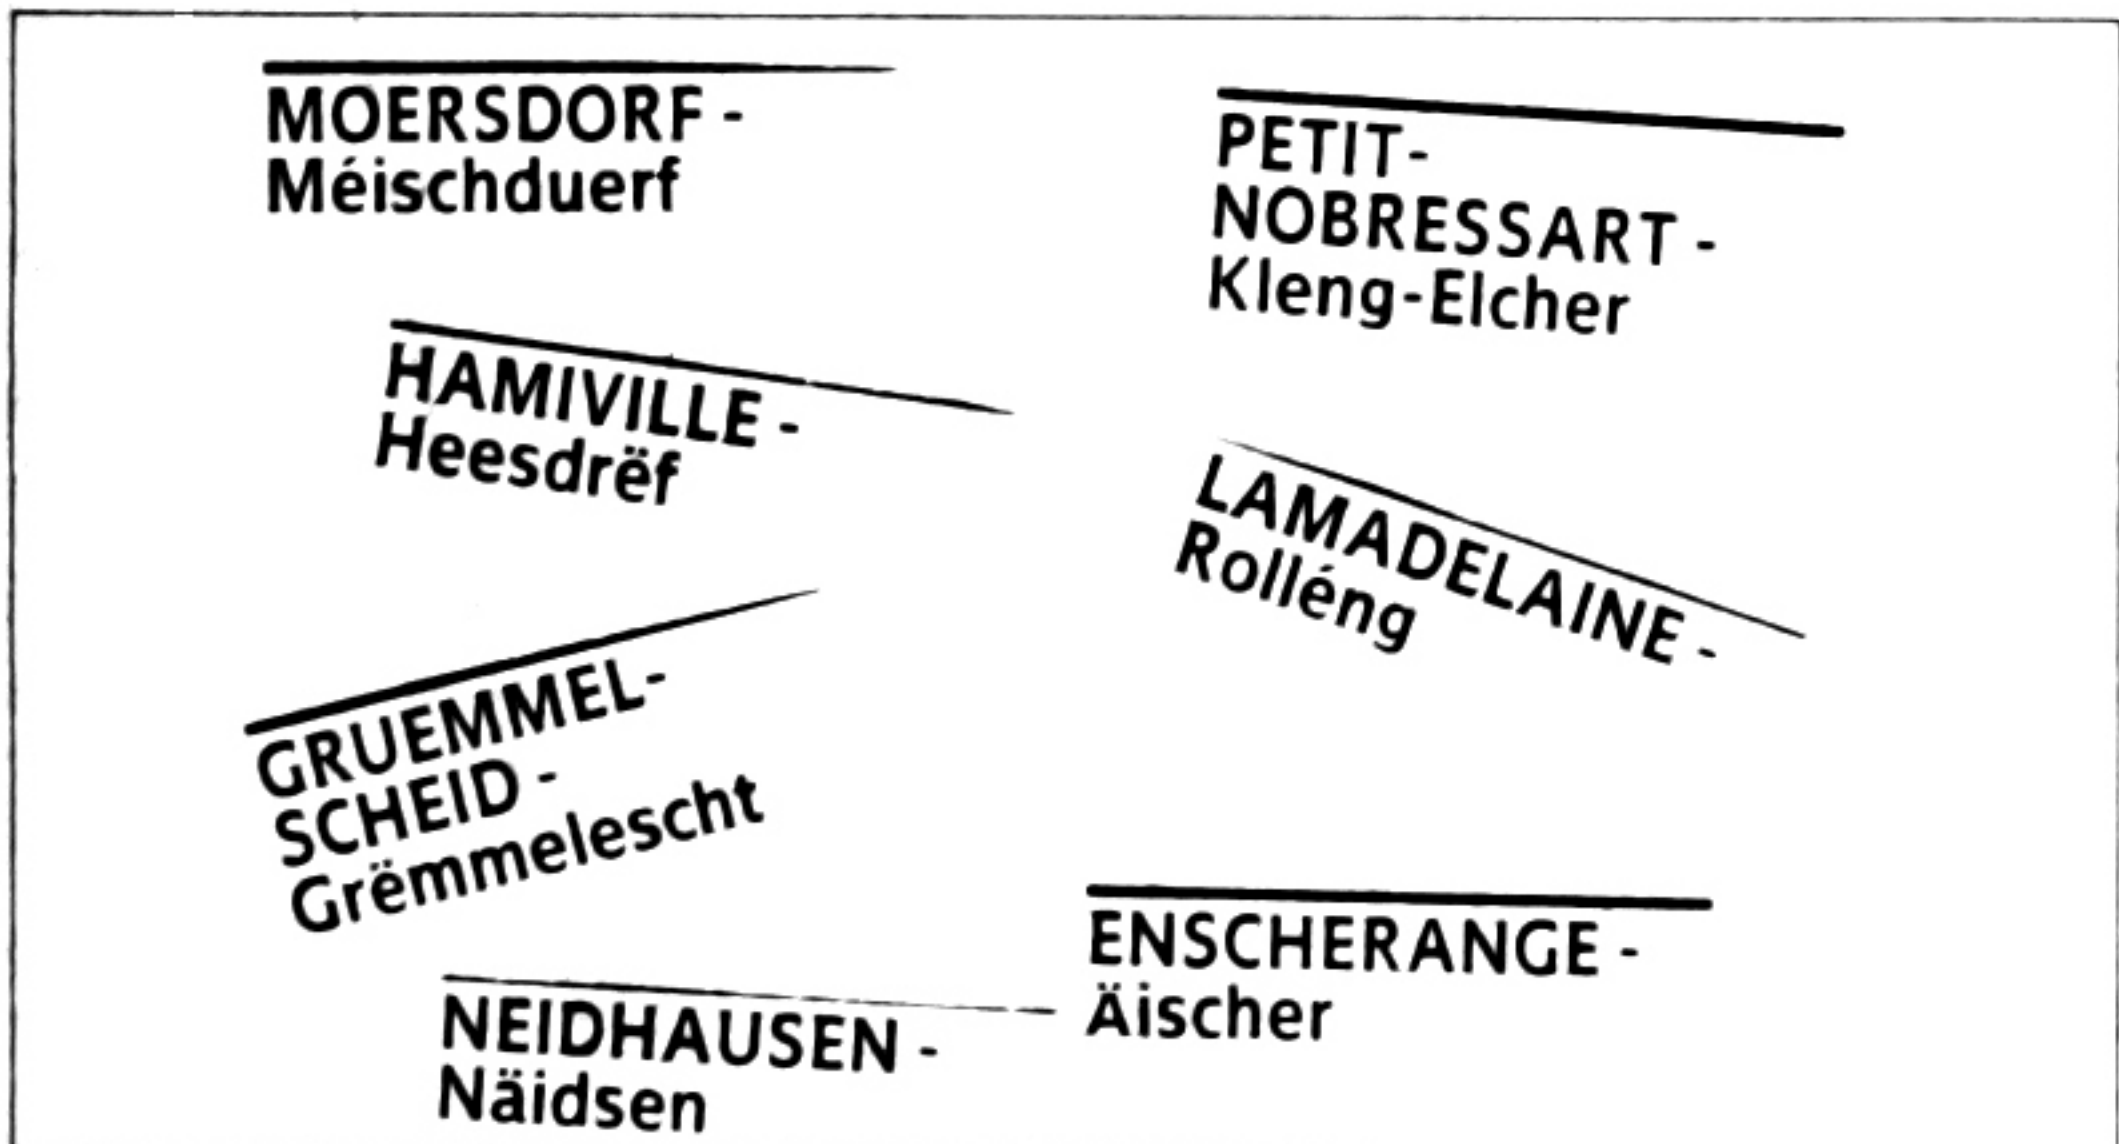 MOERSDORF -
Méischduerf
PETIT-
NOBRESSART -
Kleng-Elcher
HAMIVILLE -
Heesdrëf
LAMADELAINE -
Rolléng
GRUEMMEL-
SCHEID -
Grëmmelescht
ENSCHERANGE -
Äischer
NEIDHAUSEN -
Näidsen